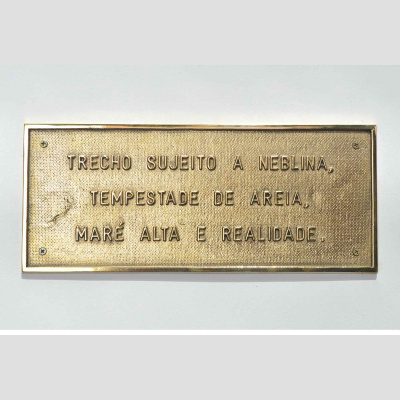 TRECHO SUJEITO A NEBLINA,
TEMPESTADE DE AREIA,
MARÉ ALTA E REALIDADE.